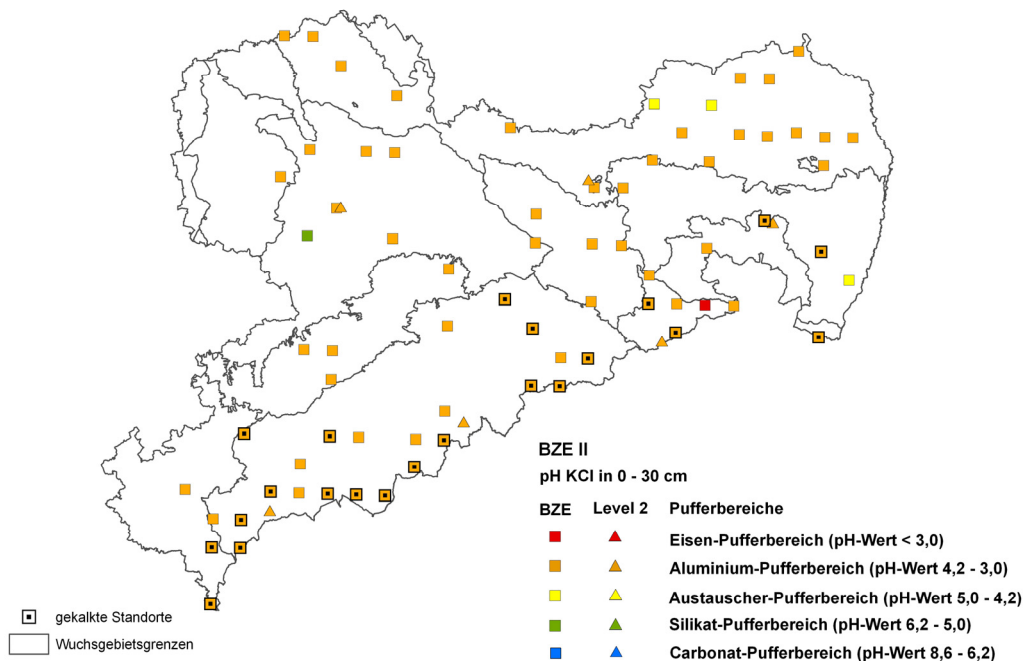 BZE II
pH KCl in 0 - 30 cm
BZE Level 2 Pufferbereiche
Eisen-Pufferbereich (pH-Wert < 3,0)
Aluminium-Pufferbereich (pH-Wert 4,2 - 3,0)
Austauscher-Pufferbereich (pH-Wert 5,0 - 4,2)
Silikat-Pufferbereich (pH-Wert 6,2 - 5,0)
Carbonat-Pufferbereich (pH-Wert 8,6 - 6,2)
gekalkte Standorte
Wuchsgebietsgrenzen